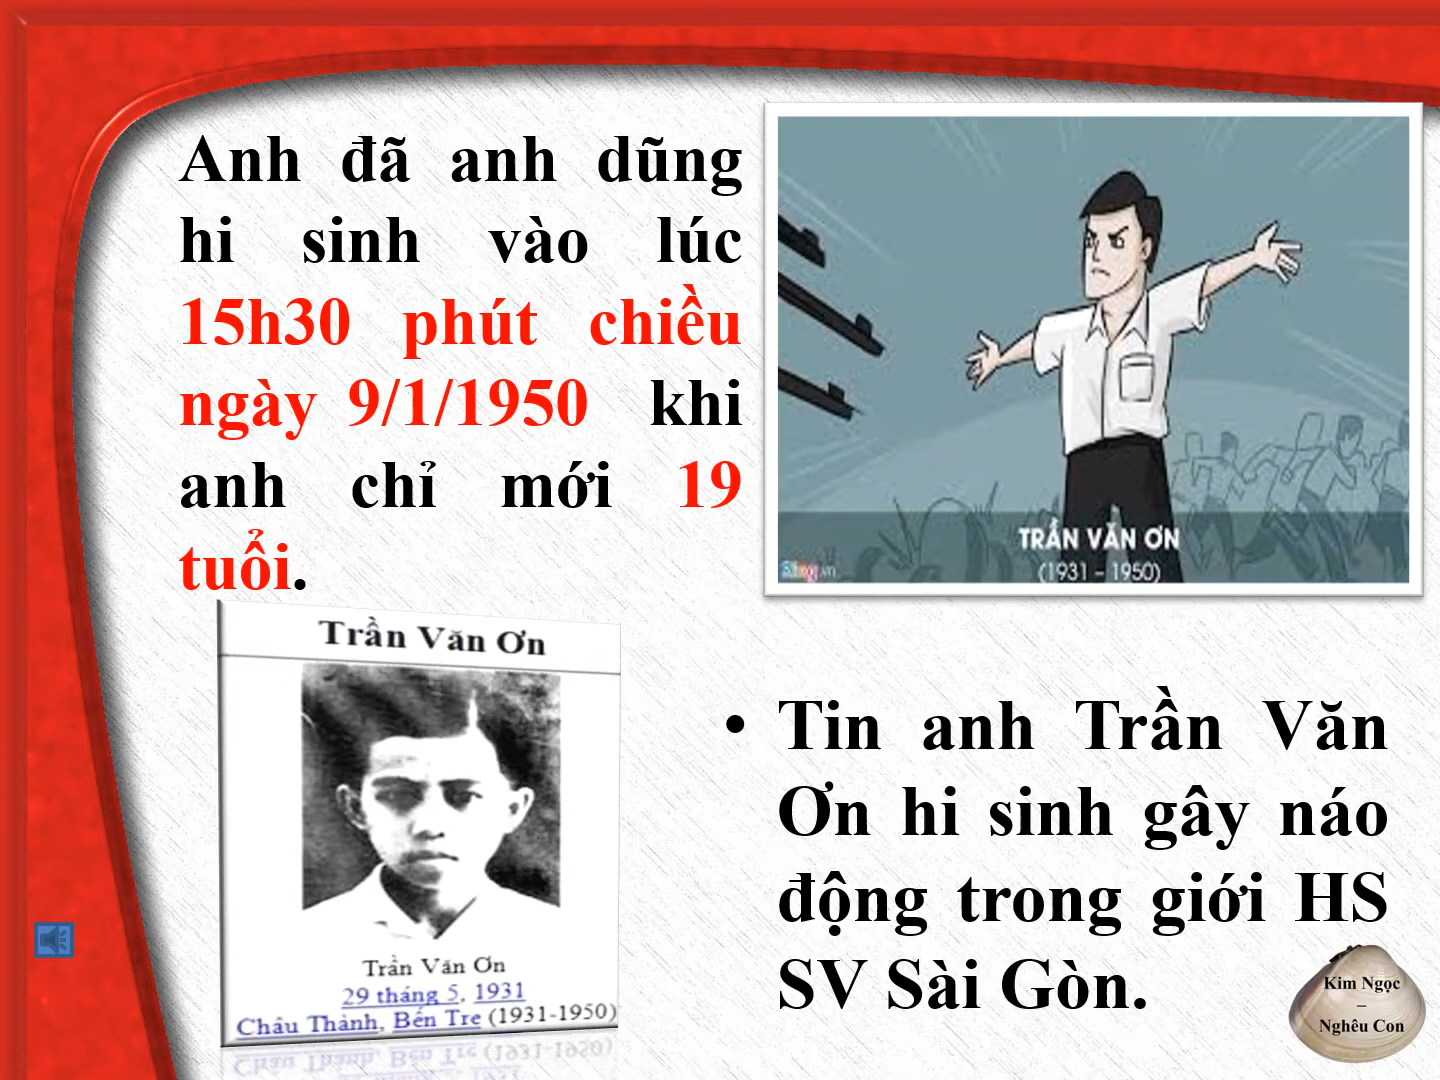 Anh đã anh dũng
hi sinh vào lúc
15h30 phút chiều
ngày 9/1/1950 khi
anh chỉ mới 19
tuổi.
TRẦN VĂN ƠN
(1931 – 1950)
Trần Văn Ơn
Trần Văn Ơn
29 tháng 5, 1931
Châu Thành, Bến Tre (1931-1950)
• Tin anh Trần Văn
Ơn hi sinh gây náo
động trong giới HS
SV Sài Gòn.
Kim Ngọc
–
Nghêu Con